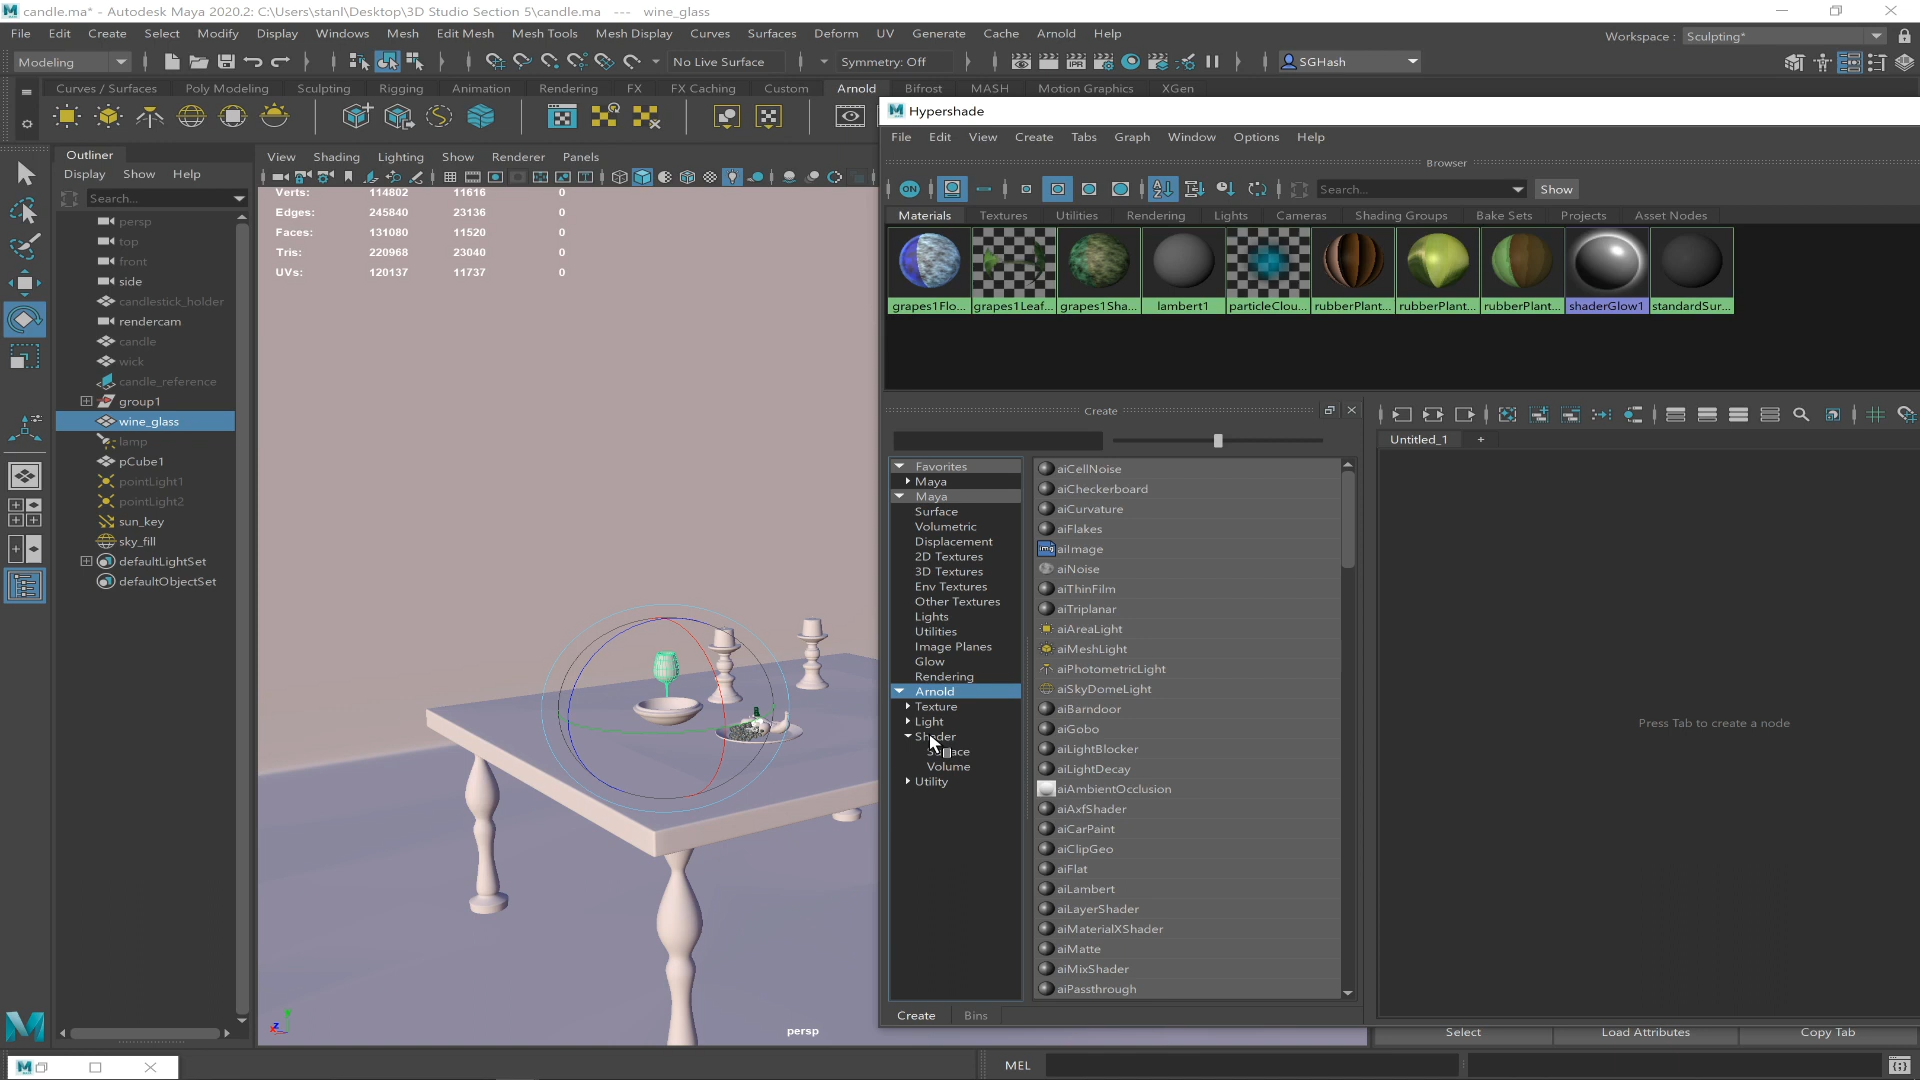 candle.ma* - Autodesk Maya 2020.2: C:\Users\stanl\Desktop\3D Studio Section 5\candle.ma --- wine_glass
File Edit Create Select Modify Display Windows Mesh Edit Mesh Mesh Tools Mesh Display Curves Surfaces Deform UV Generate Cache Arnold Help
Workspace : Sculpting*
Modeling No Live Surface Symmetry: Off SGHash
Curves / Surfaces Poly Modeling Sculpting Rigging Animation Rendering FX FX Caching Custom Arnold Bifrost MASH Motion Graphics XGen
Outliner
Display Show Help
Search...
persp
top
front
side
candlestick_holder
rendercam
candle
wick
candle_reference
group1
wine_glass
lamp
pCube1
pointLight1
pointLight2
sun_key
sky_fill
defaultLightSet
defaultObjectSet
View Shading Lighting Show Renderer Panels
Verts: 114802 11616 0
Edges: 245840 23136 0
Faces: 131080 11520 0
Tris: 220968 23040 0
UVs: 120137 11737 0
persp
Hypershade
File Edit View Create Tabs Graph Window Options Help
Browser
ON Search... Show
Materials Textures Utilities Rendering Lights Cameras Shading Groups Bake Sets Projects Asset Nodes
grapes1Flo... grapes1Leaf... grapes1Sha... lambert1 particleClou... rubberPlant... rubberPlant... rubberPlant... shaderGlow1 standardSur...
Create
Favorites
Maya
Maya
Surface
Volumetric
Displacement
2D Textures
3D Textures
Env Textures
Other Textures
Lights
Utilities
Image Planes
Glow
Rendering
Arnold
Texture
Light
Shader
Volume
Utility
aiCellNoise
aiCheckerboard
aiCurvature
aiFlakes
img aiImage
aiNoise
aiThinFilm
aiTriplanar
aiAreaLight
aiMeshLight
aiPhotometricLight
aiSkyDomeLight
aiBarndoor
aiGobo
aiLightBlocker
aiLightDecay
aiAmbientOcclusion
aiAxfShader
aiCarPaint
aiClipGeo
aiFlat
aiLambert
aiLayerShader
aiMaterialXShader
aiMatte
aiMixShader
aiPassthrough
Create Bins
Untitled_1 +
Press Tab to create a node
Select Load Attributes Copy Tab
MEL